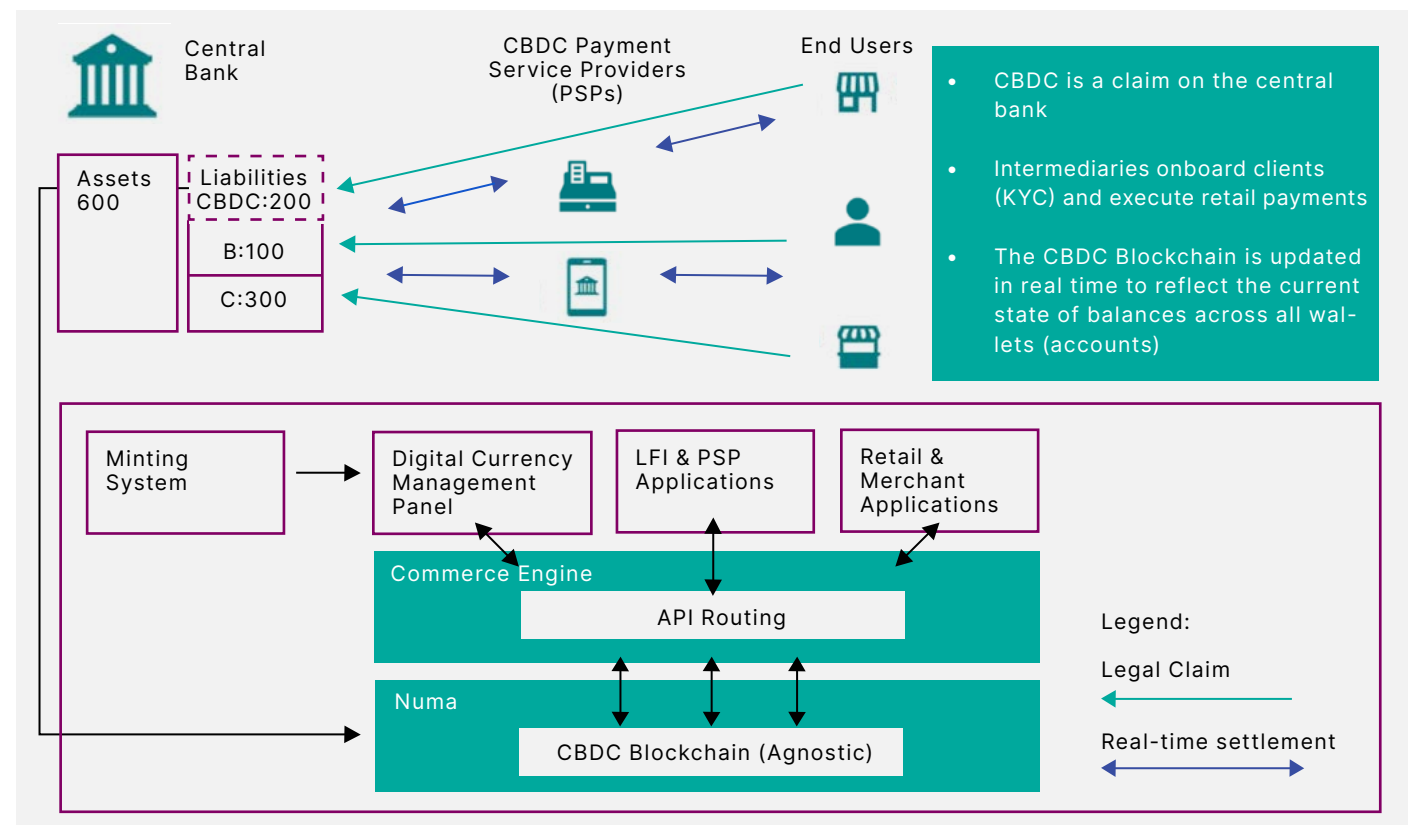 Central
Bank
CBDC Payment
Service Providers
(PSPs)
End Users
Assets
600
Liabilities
CBDC:200
B:100
C:300
• CBDC is a claim on the central
bank
• Intermediaries onboard clients
(KYC) and execute retail payments
• The CBDC Blockchain is updated
in real time to reflect the current
state of balances across all wal-
lets (accounts)
Minting
System
Digital Currency
Management
Panel
LFI & PSP
Applications
Retail &
Merchant
Applications
Commerce Engine
API Routing
Numa
CBDC Blockchain (Agnostic)
Legend:
Legal Claim
Real-time settlement